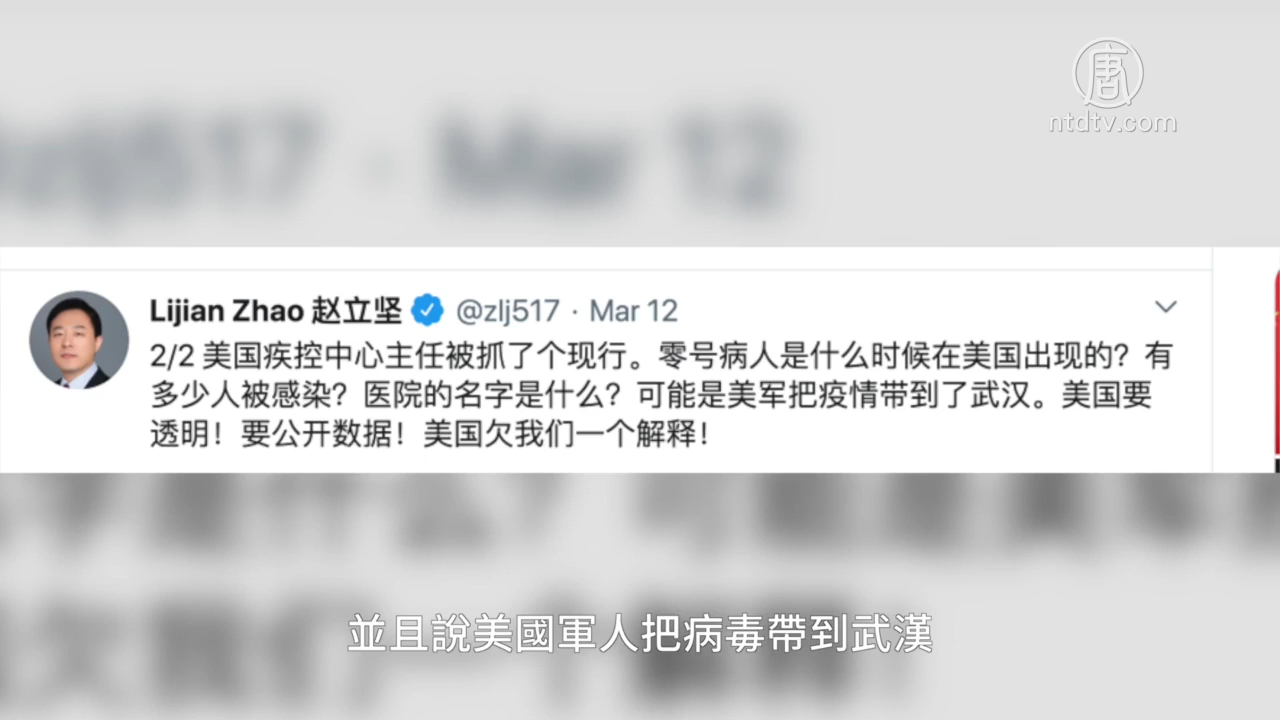 唐
ntdtv.com
zlj517 · Mar 12
Lijian Zhao 赵立坚 @zlj517 · Mar 12
2/2 美国疾控中心主任被抓了个现行。零号病人是什么时候在美国出现的？有
多少人被感染？医院的名字是什么？可能是美军把疫情带到了武汉。美国要
透明！要公开数据！美国欠我们一个解释！
並且說美國軍人把病毒帶到武漢